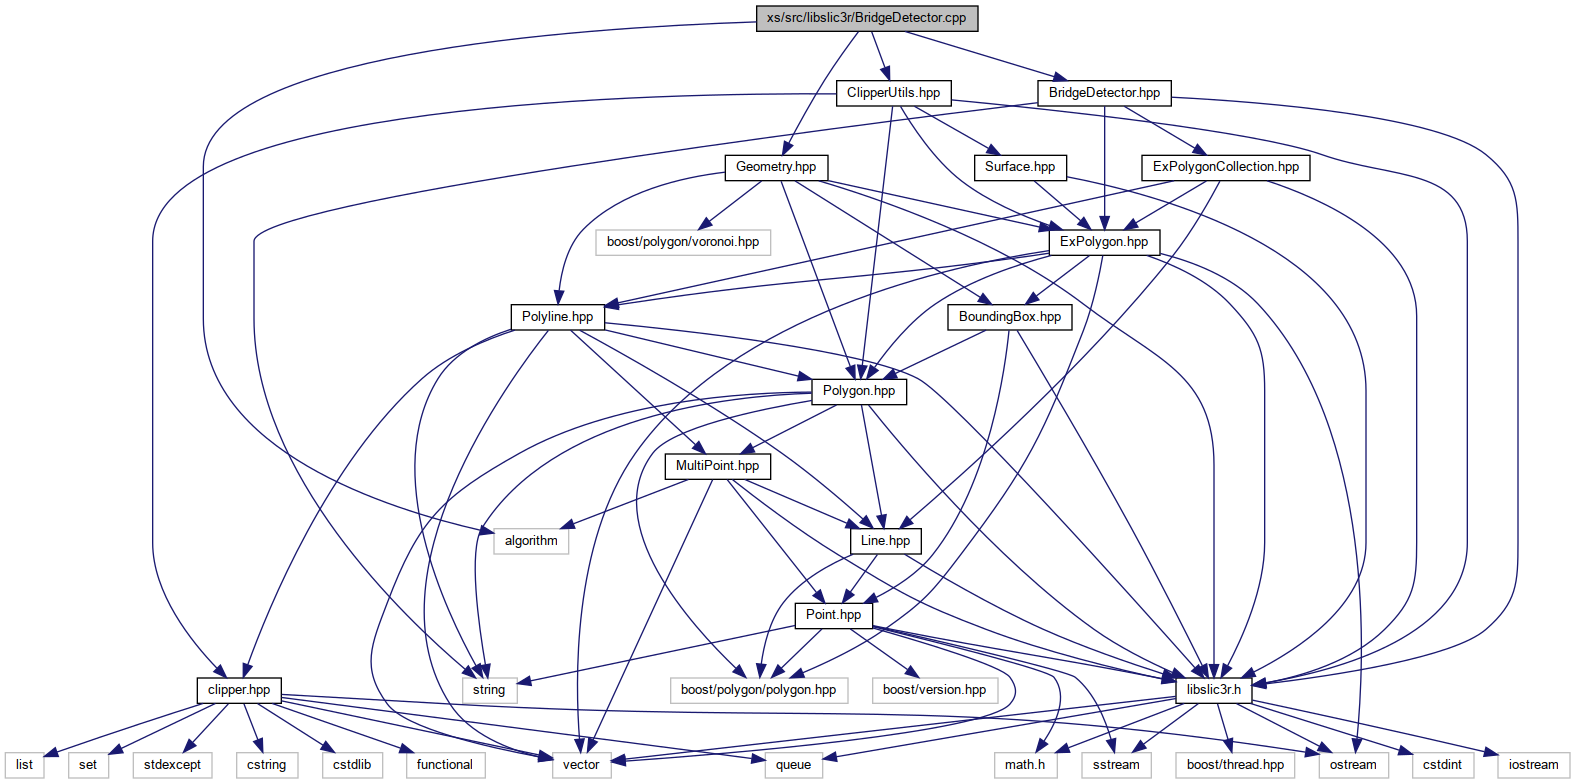 xs/src/libslic3r/BridgeDetector.cpp
ClipperUtils.hpp
BridgeDetector.hpp
Geometry.hpp
Surface.hpp
ExPolygonCollection.hpp
boost/polygon/voronoi.hpp
ExPolygon.hpp
Polyline.hpp
BoundingBox.hpp
Polygon.hpp
MultiPoint.hpp
algorithm
Line.hpp
Point.hpp
clipper.hpp
string
boost/polygon/polygon.hpp
boost/version.hpp
libslic3r.h
list
set
stdexcept
cstring
cstdlib
functional
vector
queue
math.h
sstream
boost/thread.hpp
ostream
cstdint
iostream